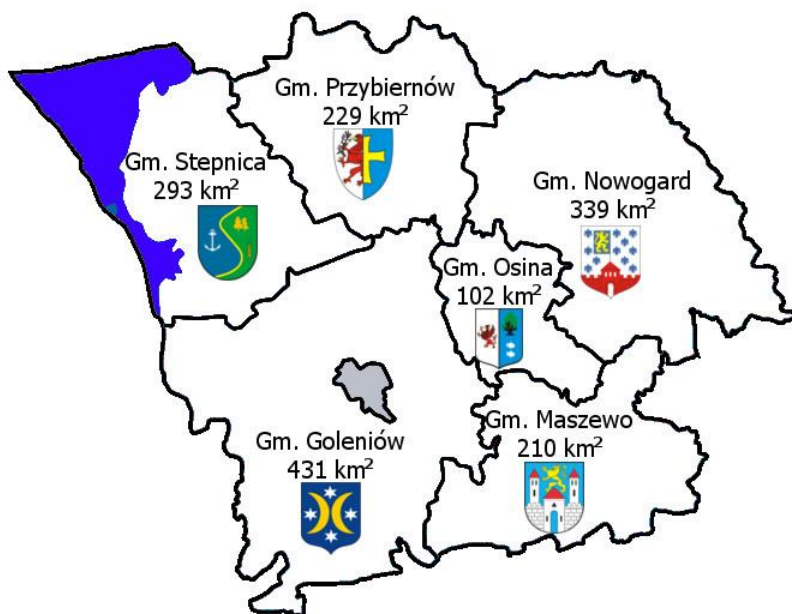 Gm. Przybiernów
229 km²
Gm. Stepnica
293 km²
Gm. Nowogard
339 km²
Gm. Osina
102 km²
Gm. Maszewo
210 km²
Gm. Goleniów
431 km²